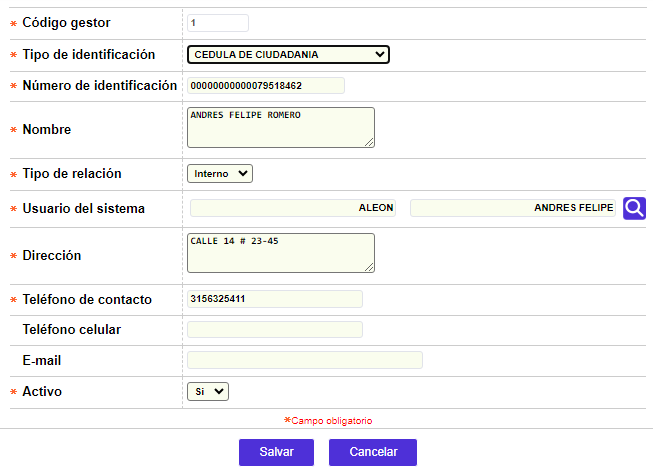 * Código gestor 1
* Tipo de identificación CEDULA DE CIUDADANIA
* Número de identificación 00000000000079518462
* Nombre ANDRES FELIPE ROMERO
* Tipo de relación Interno
* Usuario del sistema ALEON ANDRES FELIPE
* Dirección CALLE 14 # 23-45
* Teléfono de contacto 3156325411
Teléfono celular
E-mail
* Activo Si
*Campo obligatorio
Salvar Cancelar